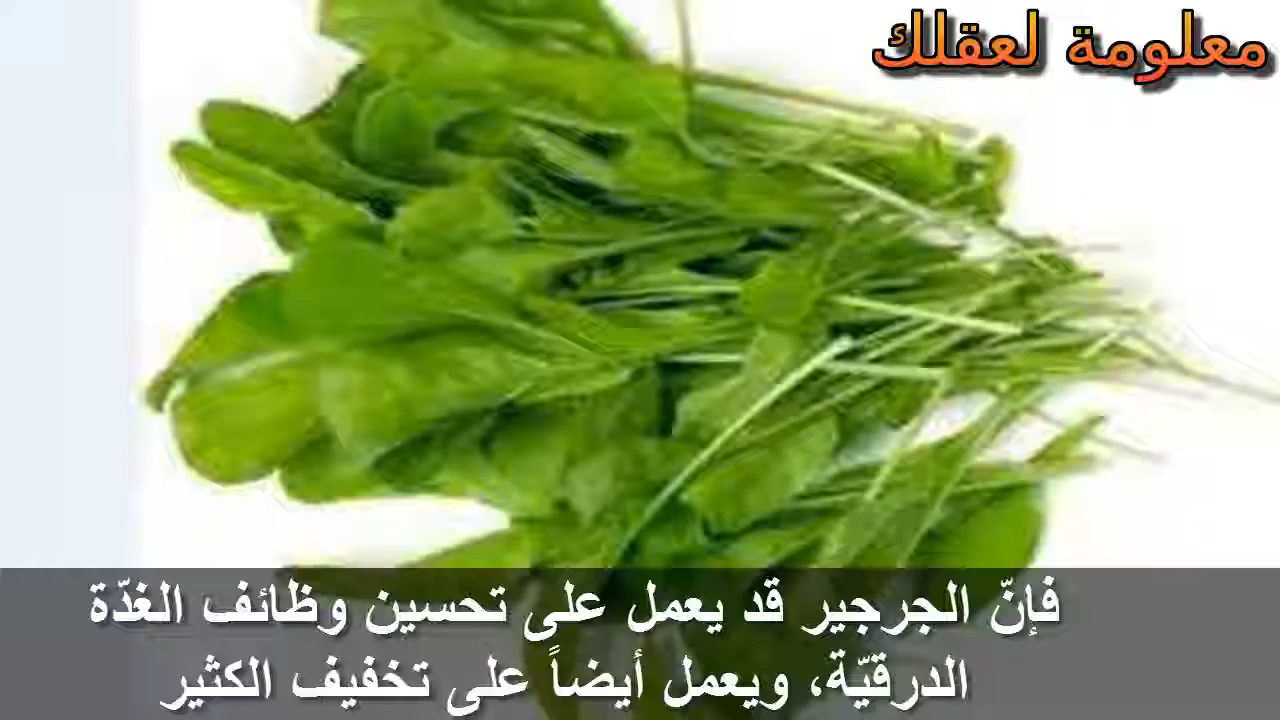 معلومة لعقلك
فإنّ الجرجير قد يعمل على تحسين وظائف الغدّة
الدرقيّة، ويعمل أيضاً على تخفيف الكثير